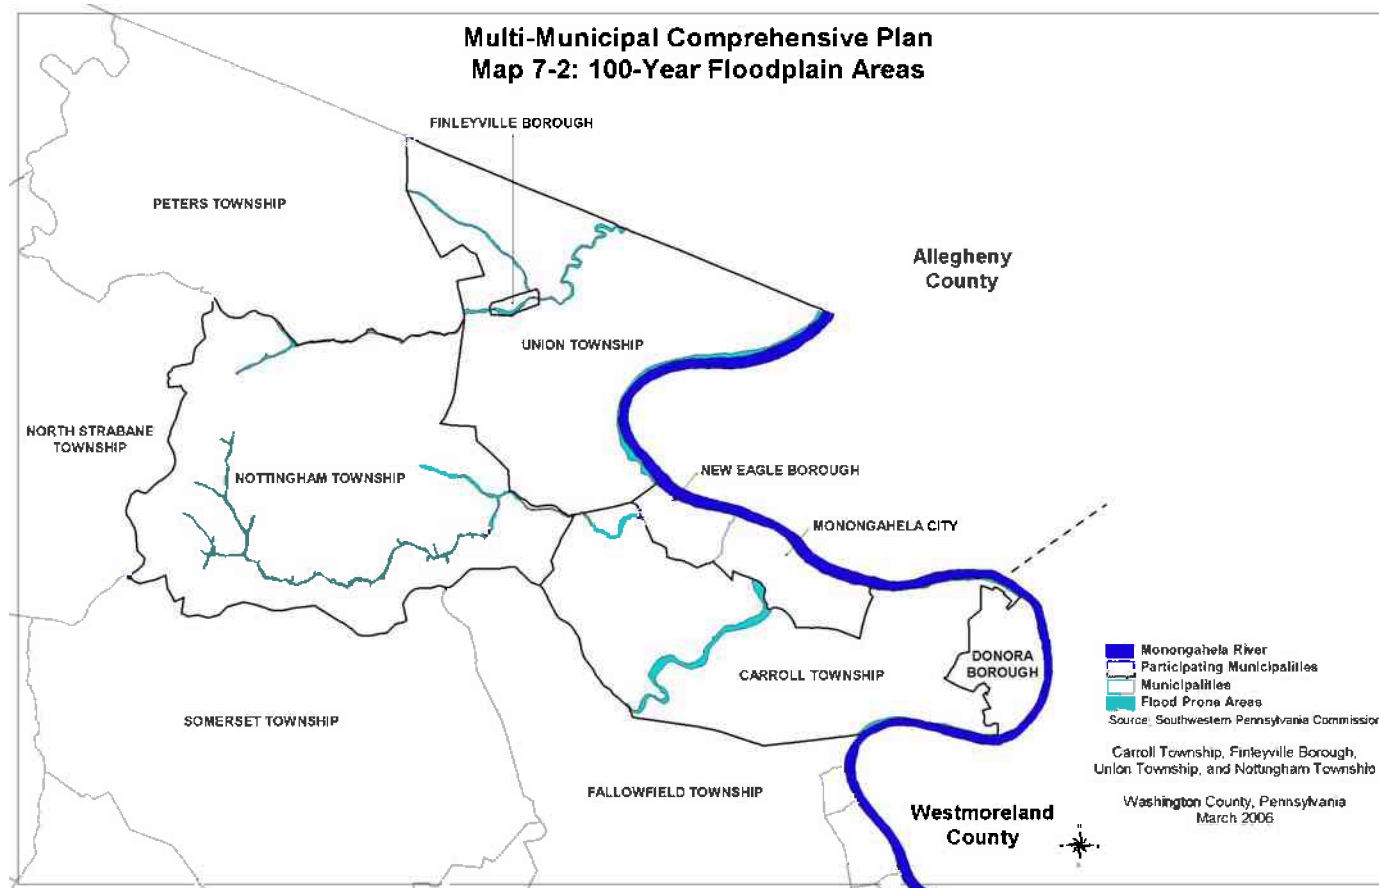 Multi-Municipal Comprehensive Plan
Map 7-2: 100-Year Floodplain Areas
FINLEYVILLE BOROUGH
PETERS TOWNSHIP
Allegheny
County
UNION TOWNSHIP
NORTH STRABANE
TOWNSHIP
NOTTINGHAM TOWNSHIP
NEW EAGLE BOROUGH
MONONGAHELA CITY
DONORA
BOROUGH
CARROLL TOWNSHIP
SOMERSET TOWNSHIP
FALLOWFIELD TOWNSHIP
Westmoreland
County
Monongahela River
Participating Municipalities
Municipalities
Flood Prone Areas
Source: Southwestern Pennsylvania Commission
Carroll Township, Finleyville Borough,
Union Township, and Nottingham Township
Washington County, Pennsylvania
March 2006